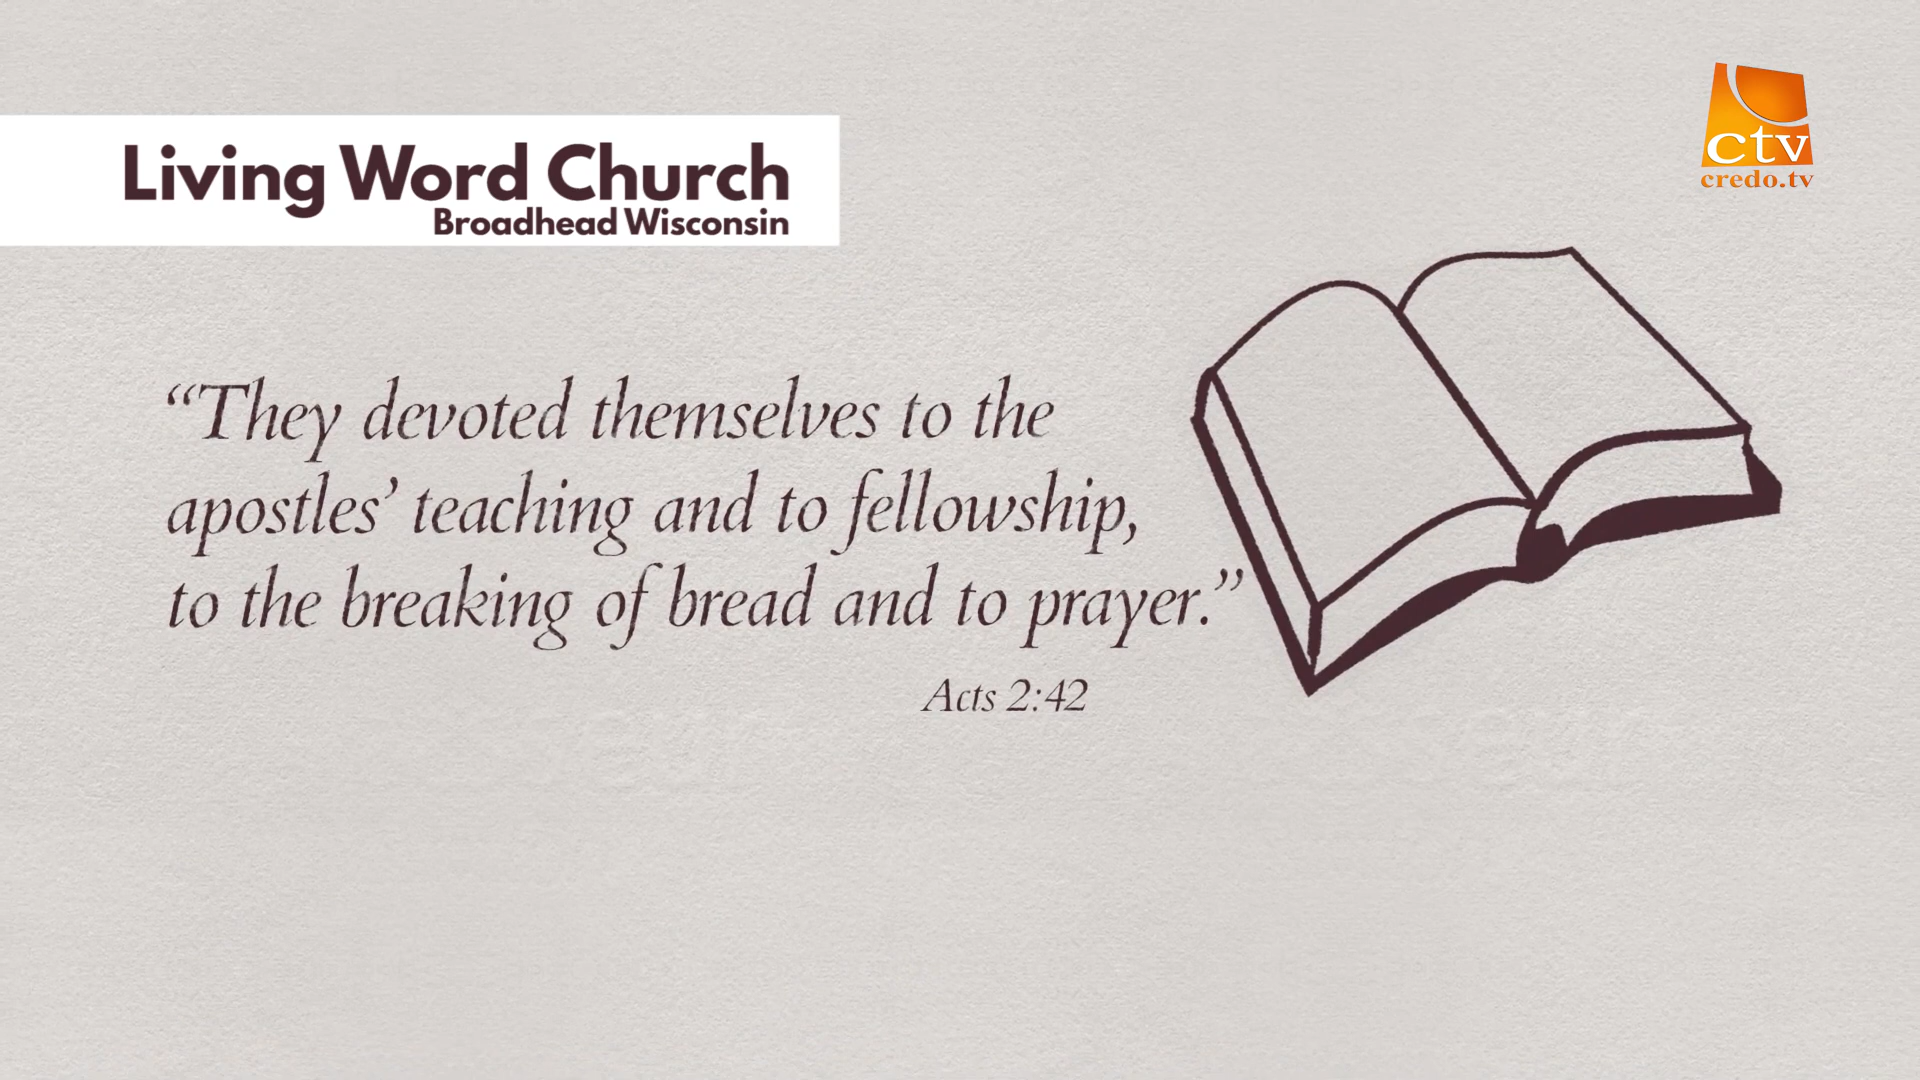 Living Word Church
Broadhead Wisconsin
ctv
credo.tv
“They devoted themselves to the
apostles’ teaching and to fellowship,
to the breaking of bread and to prayer.”
Acts 2:42